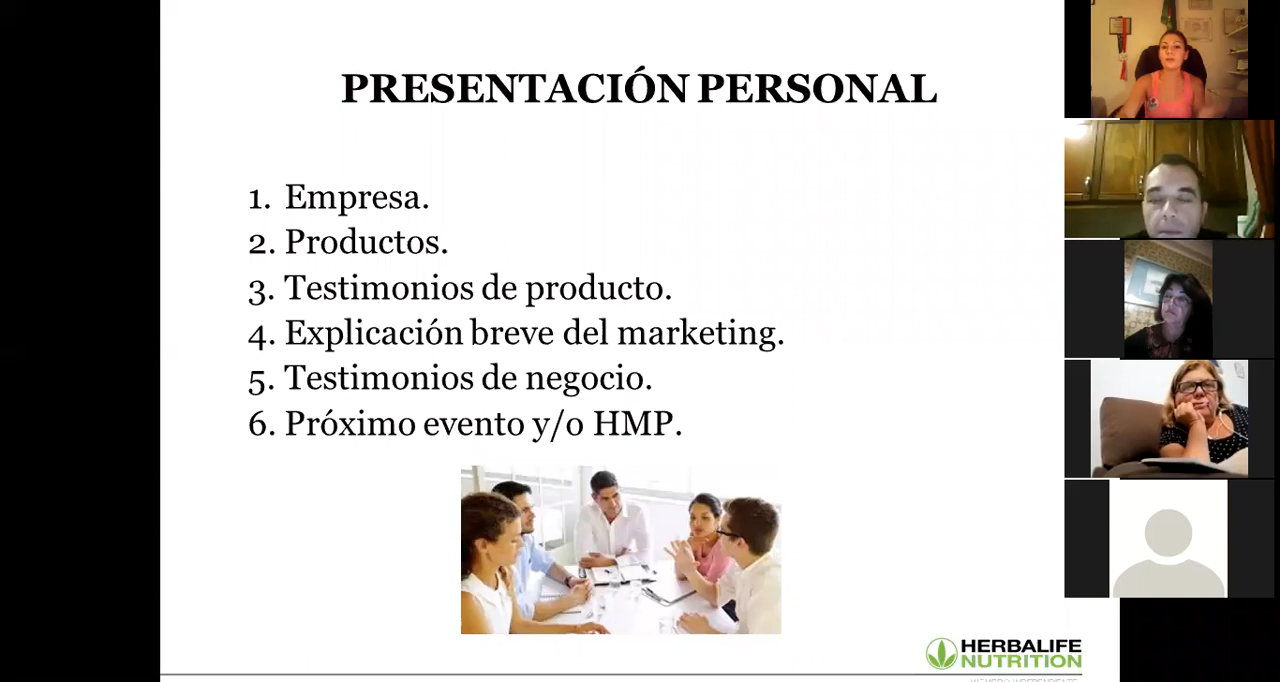 PRESENTACIÓN PERSONAL
1. Empresa.
2. Productos.
3. Testimonios de producto.
4. Explicación breve del marketing.
5. Testimonios de negocio.
6. Próximo evento y/o HMP.
HERBALIFE
NUTRITION